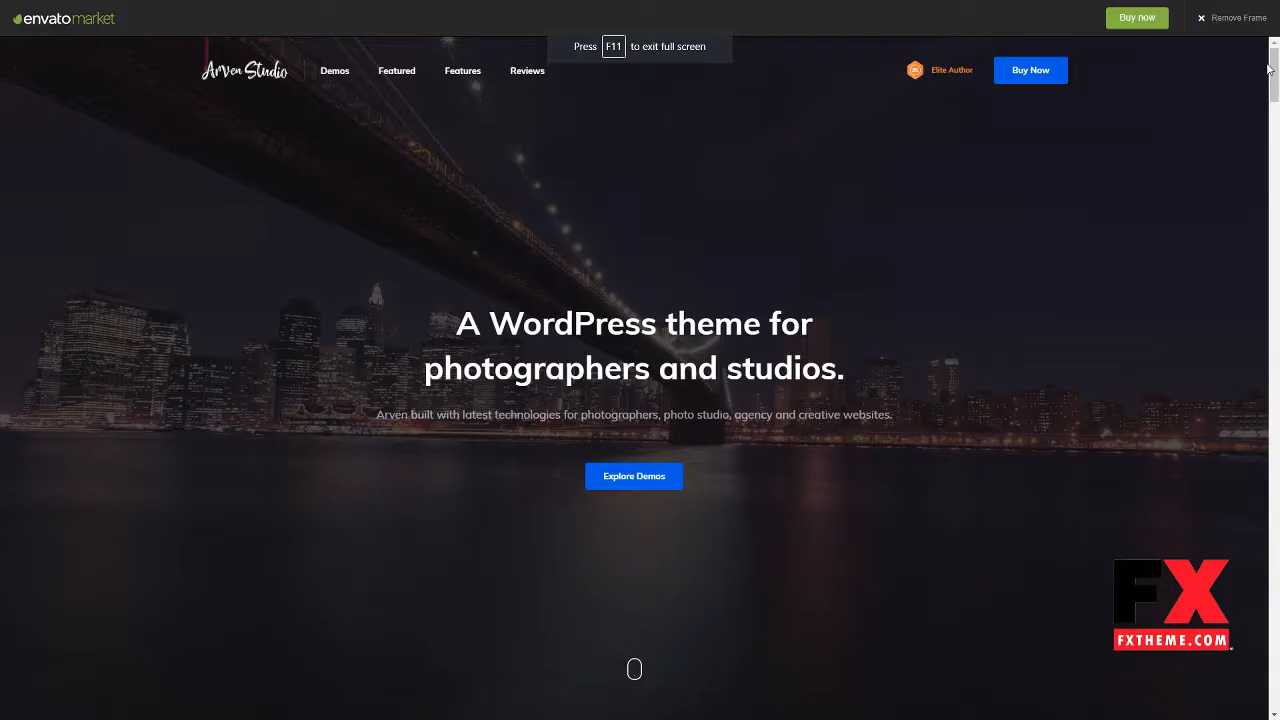 envato market
Buy now
Remove Frame
Press F11 to exit full screen
Arven Studio
Demos
Featured
Features
Reviews
Elite Author
Buy Now
A WordPress theme for
photographers and studios.
Arven built with latest technologies for photographers, photo studio, agency and creative websites.
Explore Demos
FX
FXTHEME.COM